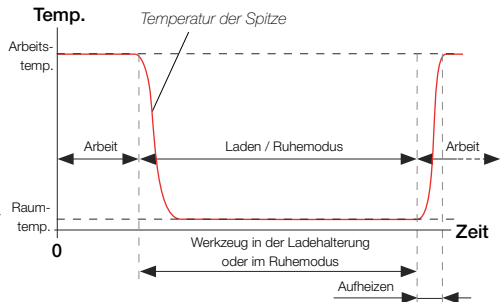 Temp.
Temperatur der Spitze
Arbeits-
temp.
Arbeit
Laden / Ruhemodus
Arbeit
Raum-
temp.
0
Zeit
Werkzeug in der Ladehalterung
oder im Ruhemodus
Aufheizen